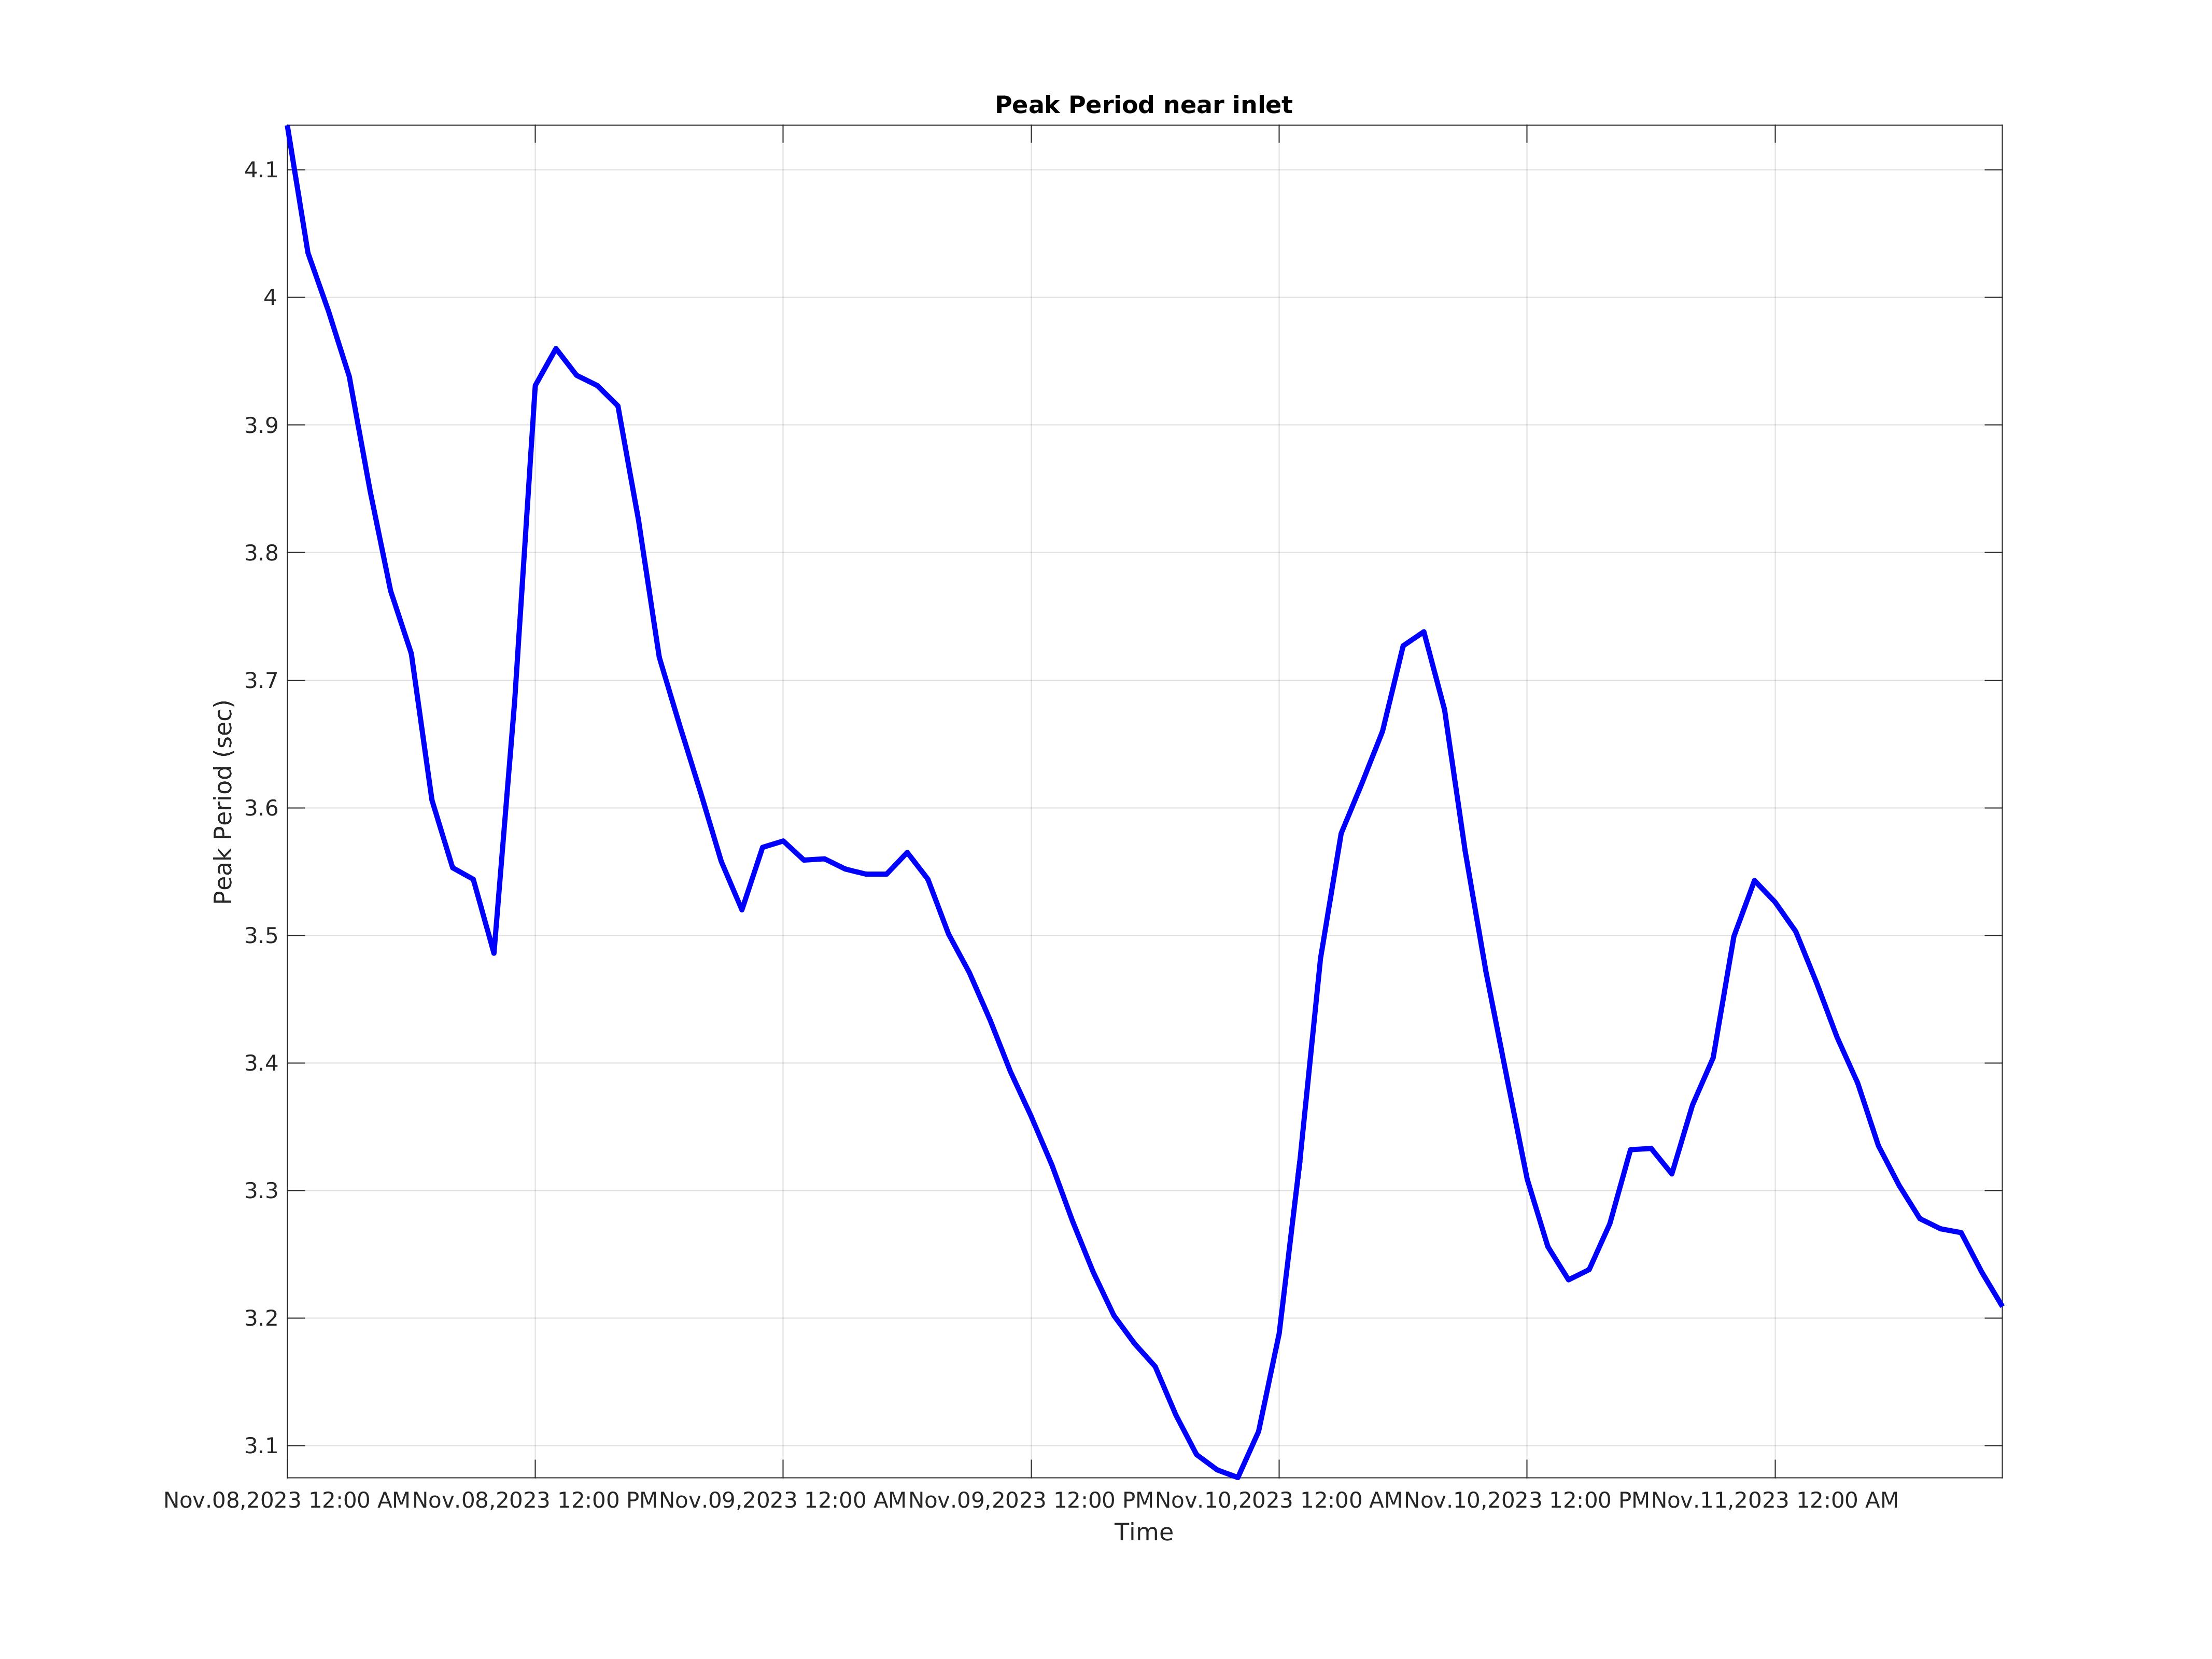 Peak Period near inlet
4.1
4
3.9
3.8
3.7
3.6
3.5
3.4
3.3
3.2
3.1
Peak Period (sec)
Nov.08,2023 12:00 AM Nov.08,2023 12:00 PM Nov.09,2023 12:00 AM Nov.09,2023 12:00 PM Nov.10,2023 12:00 AM Nov.10,2023 12:00 PM Nov.11,2023 12:00 AM
Time